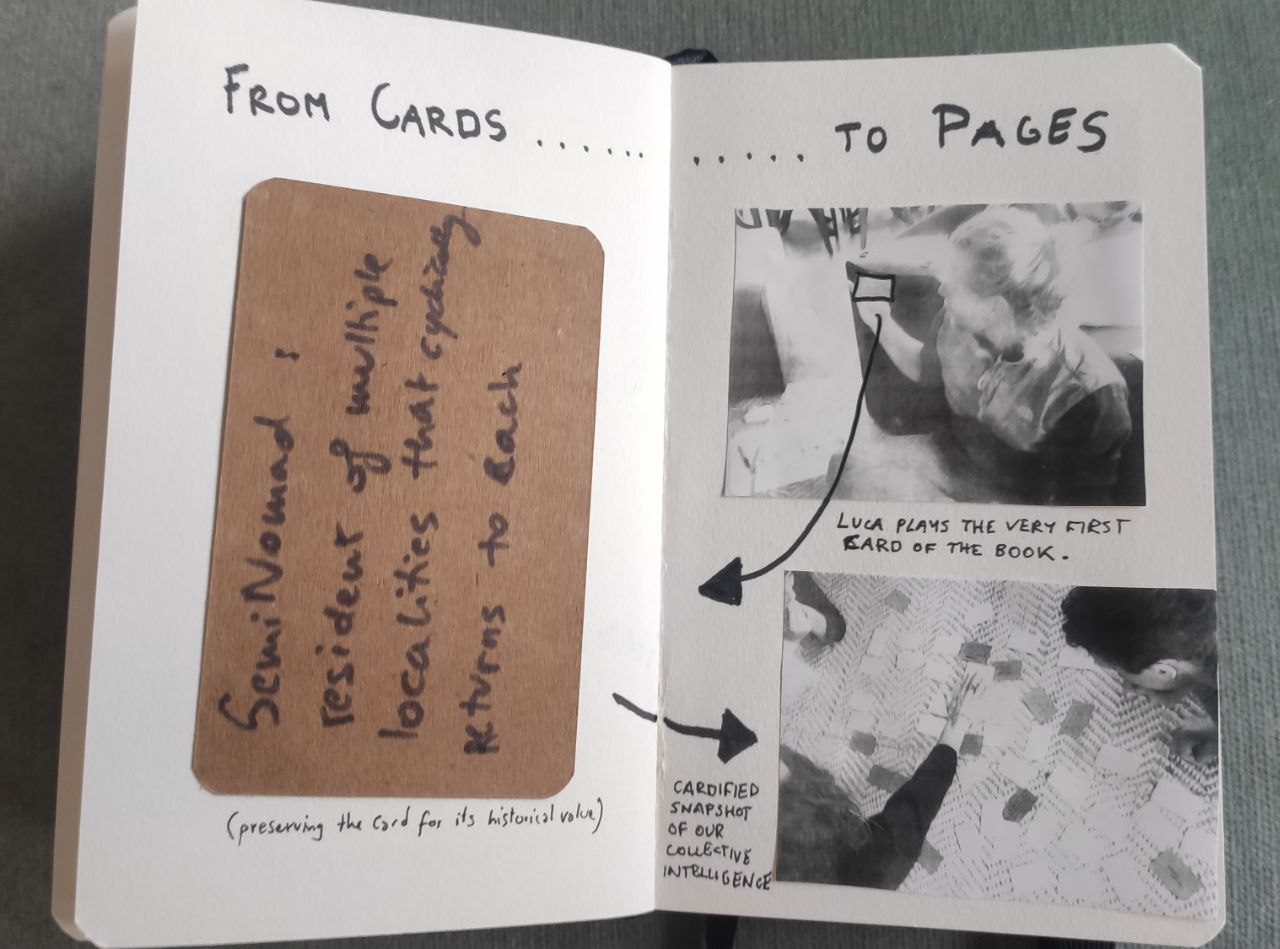 FROM CARDS ......
SemiNomad :
resident of multiple
localities that cyclically
returns to each
(preserving the card for its historical value)
..... TO PAGES
LUCA PLAYS THE VERY FIRST
CARD OF THE BOOK.
CARDIFIED
SNAPSHOT
OF OUR
COLLECTIVE
INTELLIGENCE